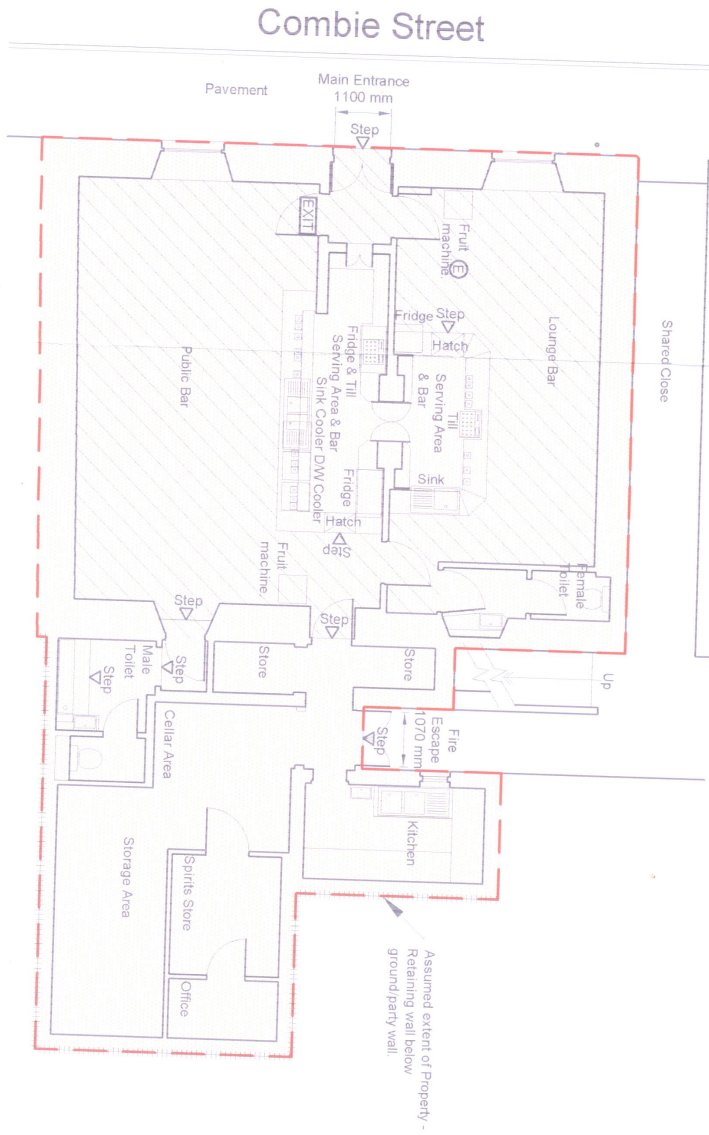 Combie Street
Pavement
Main Entrance
1100 mm
Step
EXIT
Fruit
machine.
E
Fridge
Step
Hatch
Lounge Bar
Shared Close
Public Bar
Fridge & Till
Serving Area & Bar
Sink Cooler D/W Cooler
Serving Area
& Bar
Till
Sink
Fridge
Hatch
Step
Fruit
machine.
Female
Toilet
Step
Step
Step
Male
Toilet
Step
Store
Store
Up
Fire
Escape
1070 mm
Step
Cellar Area
Kitchen
Storage Area
Spirits Store
Office
Assumed extent of Property -
Retaining wall below
ground/party wall.